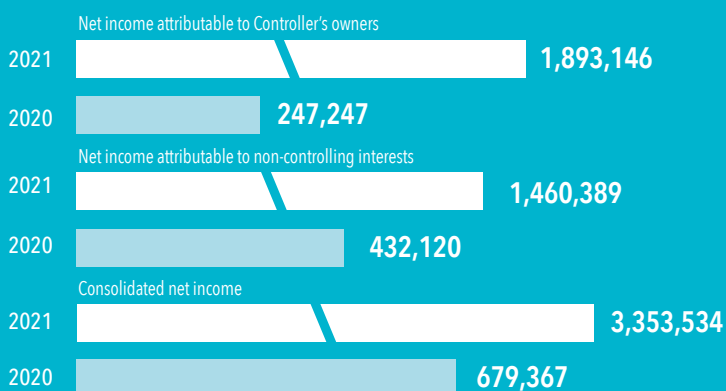 Net income attributable to Controller's owners
2021 1,893,146
2020 247,247
Net income attributable to non-controlling interests
2021 1,460,389
2020 432,120
Consolidated net income
2021 3,353,534
2020 679,367